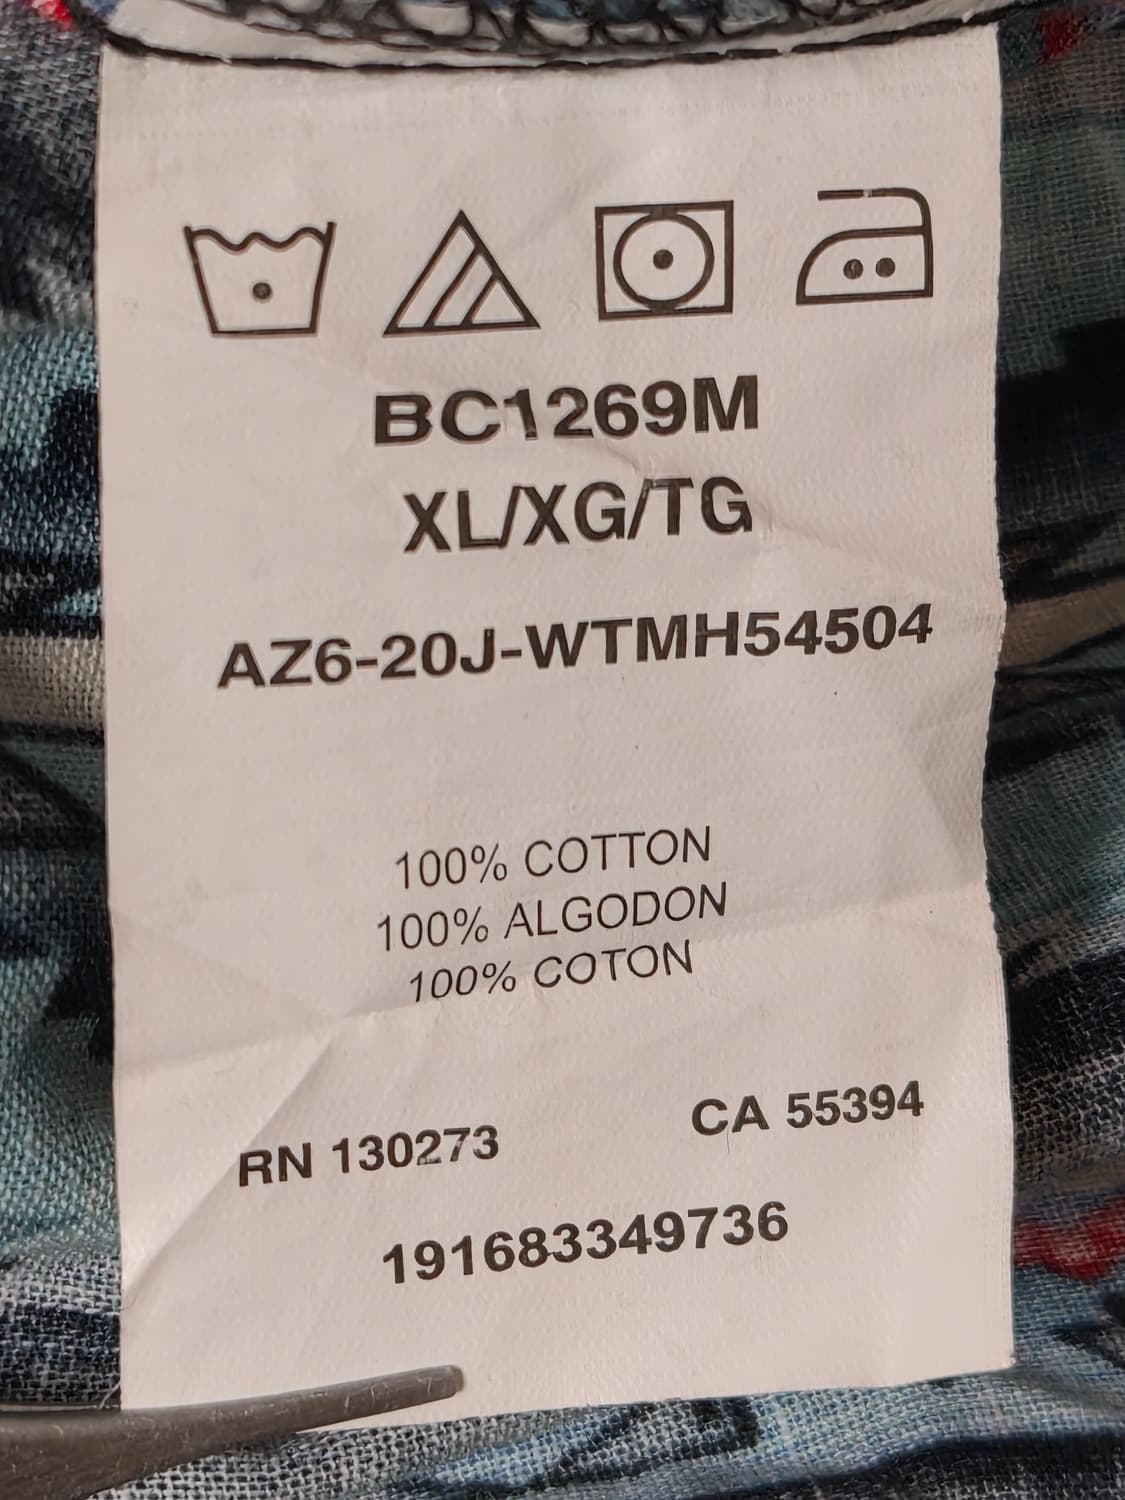 BC1269M
XL/XG/TG
AZ6-20J-WTMH54504
100% COTTON
100% ALGODON
100% COTON
RN 130273 CA 55394
191683349736